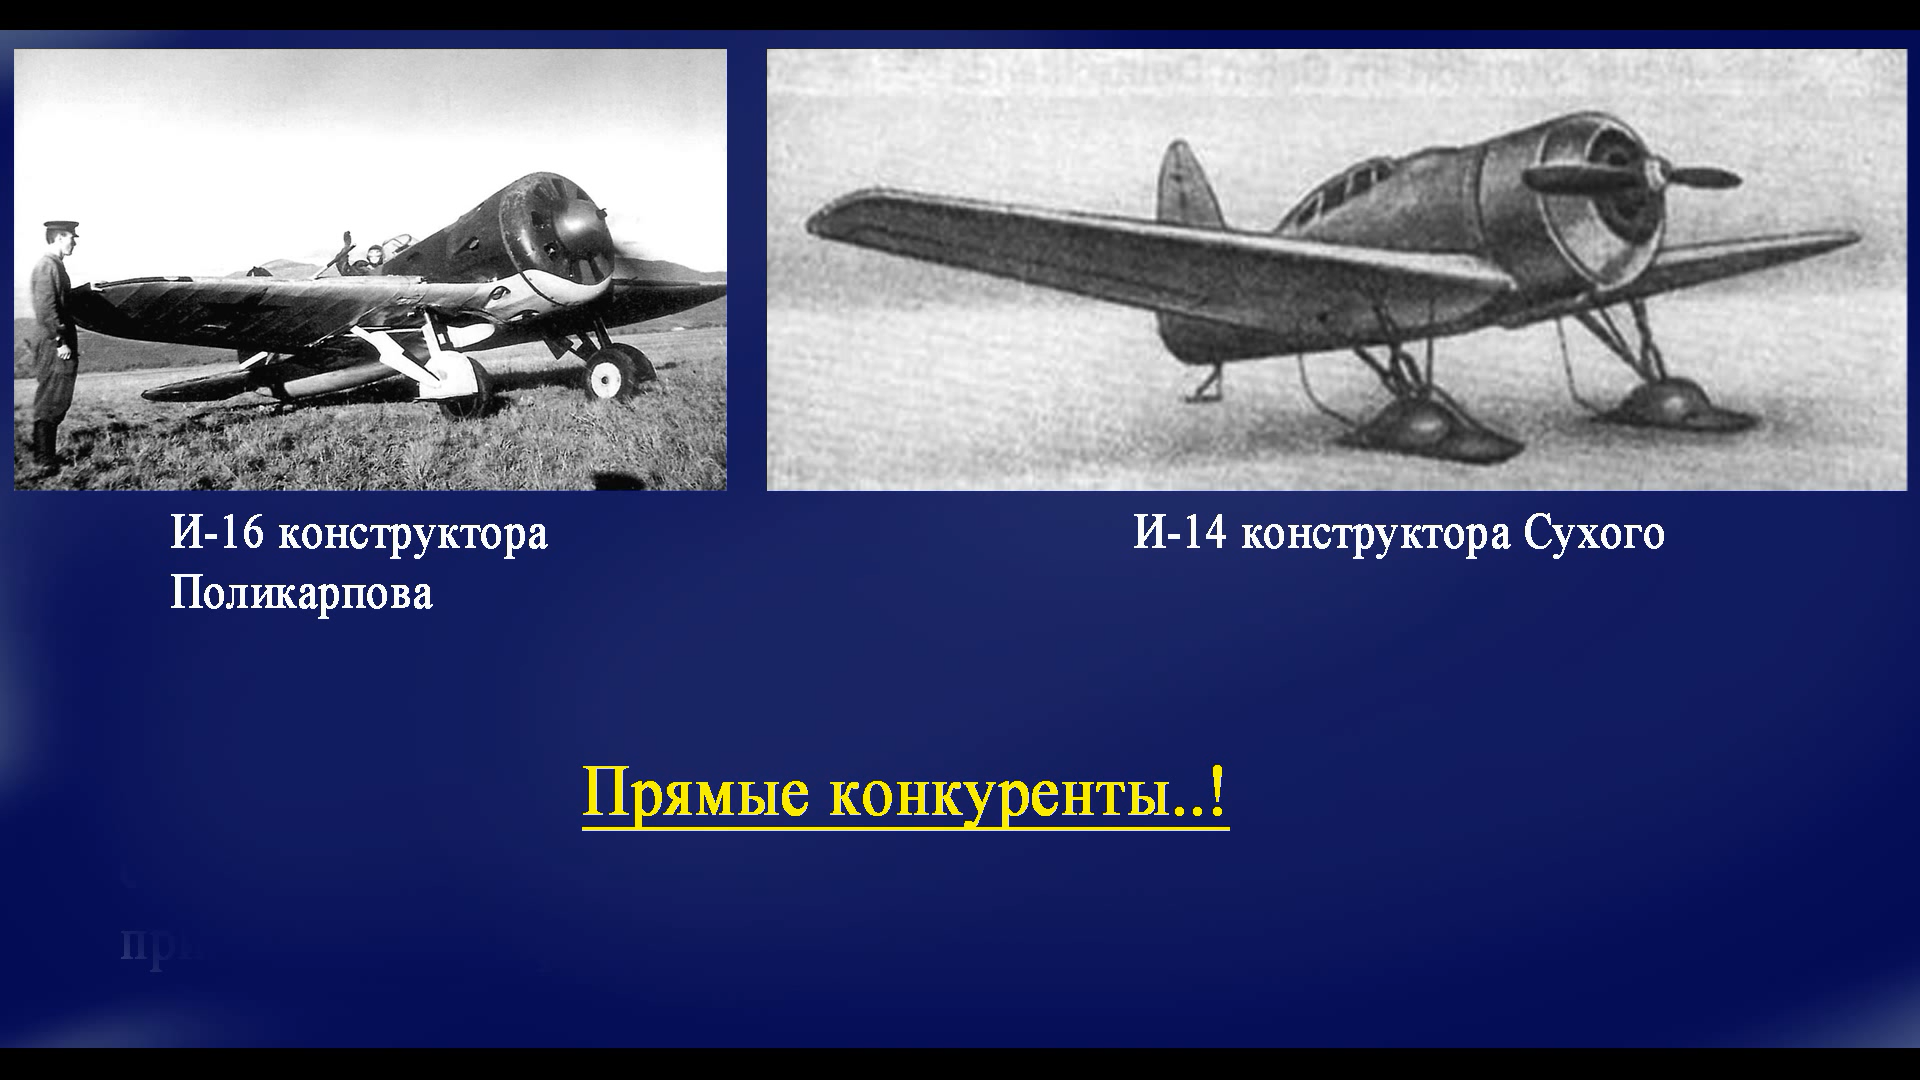 И-16 конструктора
Поликарпова
И-14 конструктора Сухого
Прямые конкуренты..!